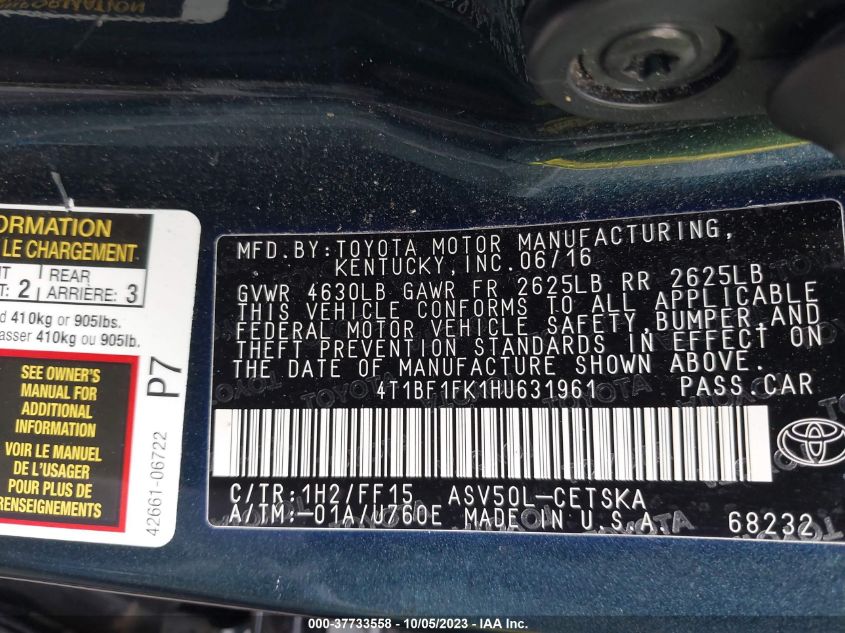 ORMATION
LE CHARGEMENT
2 REAR
ARRIÈRE: 3
410kg or 905lbs.
asser 410kg ou 905lb.
SEE OWNER'S
MANUAL FOR
ADDITIONAL
INFORMATION
VOIR LE MANUEL
DE L'USAGER
POUR PLUS DE
RENSEIGNEMENTS
P7
42661-06722
MFD.BY:TOYOTA MOTOR MANUFACTURING,
KENTUCKY,INC.06/16
GVWR 4630LB GAWR FR 2625LB RR 2625LB
THIS VEHICLE CONFORMS TO ALL APPLICABLE
FEDERAL MOTOR VEHICLE SAFETY,BUMPER,AND
THEFT PREVENTION STANDARDS IN EFFECT ON
THE DATE OF MANUFACTURE SHOWN ABOVE.
4T1BF1FK1HU631961 PASS.CAR
TOYOTA
C/TR:1H2/FF15 ASV50L-CETSKA
A/TM:-01A/U760E MADE IN U.S.A. 68232
000-37733558 - 10/05/2023 - IAA Inc.